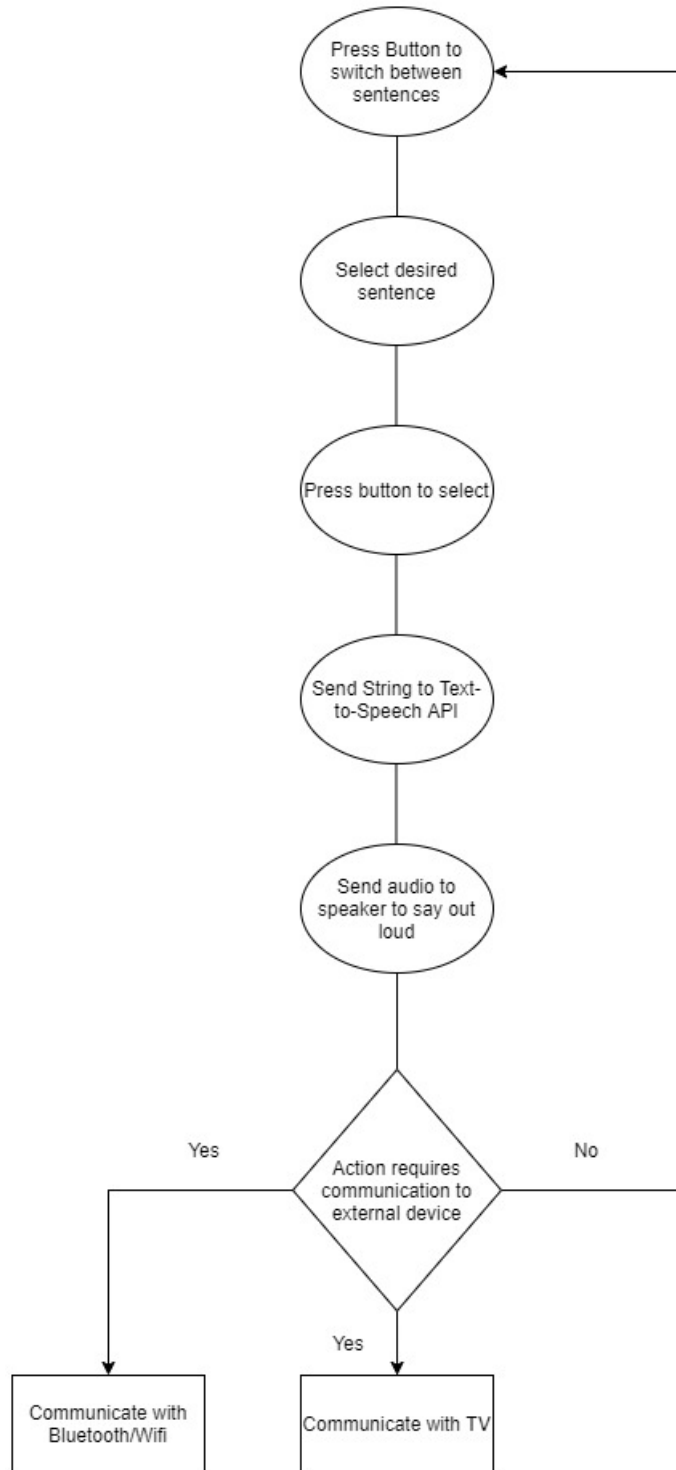 Press Button to
switch between
sentences
Select desired
sentence
Press button to select
Send String to Text-
to-Speech API
Send audio to
speaker to say out
loud
Yes
No
Action requires
communication to
external device
Yes
Communicate with
Bluetooth/Wifi
Communicate with TV